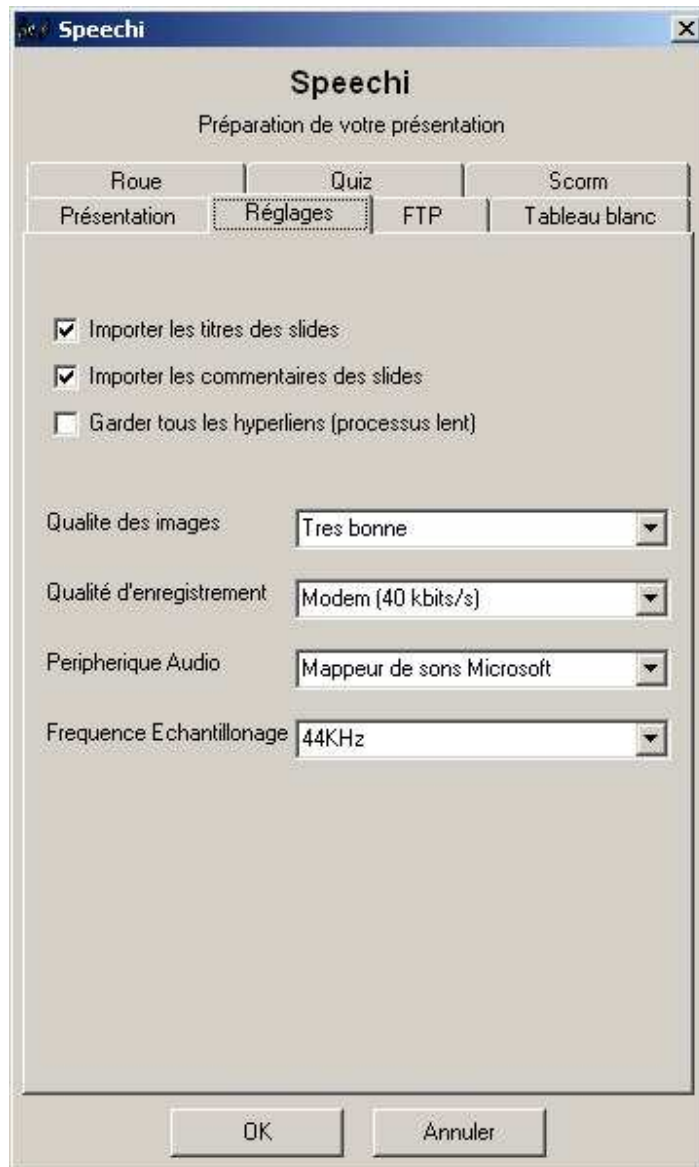 Speechi
Speechi
Préparation de votre présentation
Roue Quiz Scorm
Présentation Réglages FTP Tableau blanc
Importer les titres des slides
Importer les commentaires des slides
Garder tous les hyperliens (processus lent)
Qualite des images Tres bonne
Qualité d'enregistrement Modem (40 kbits/s)
Peripherique Audio Mappeur de sons Microsoft
Frequence Echantillonage 44KHz
OK Annuler